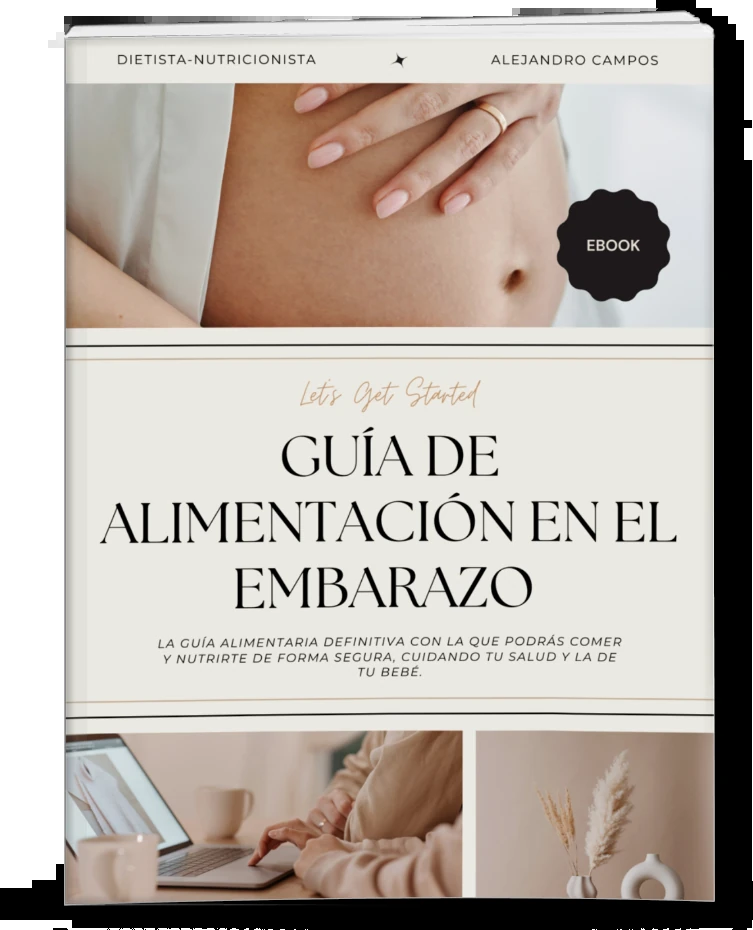 DIETISTA-NUTRICIONISTA
ALEJANDRO CAMPOS
EBOOK
Let's Get Started
GUÍA DE
ALIMENTACIÓN EN EL
EMBARAZO
LA GUÍA ALIMENTARIA DEFINITIVA CON LA QUE PODRÁS COMER
Y NUTRIRTE DE FORMA SEGURA, CUIDANDO TU SALUD Y LA DE
TU BEBÉ.